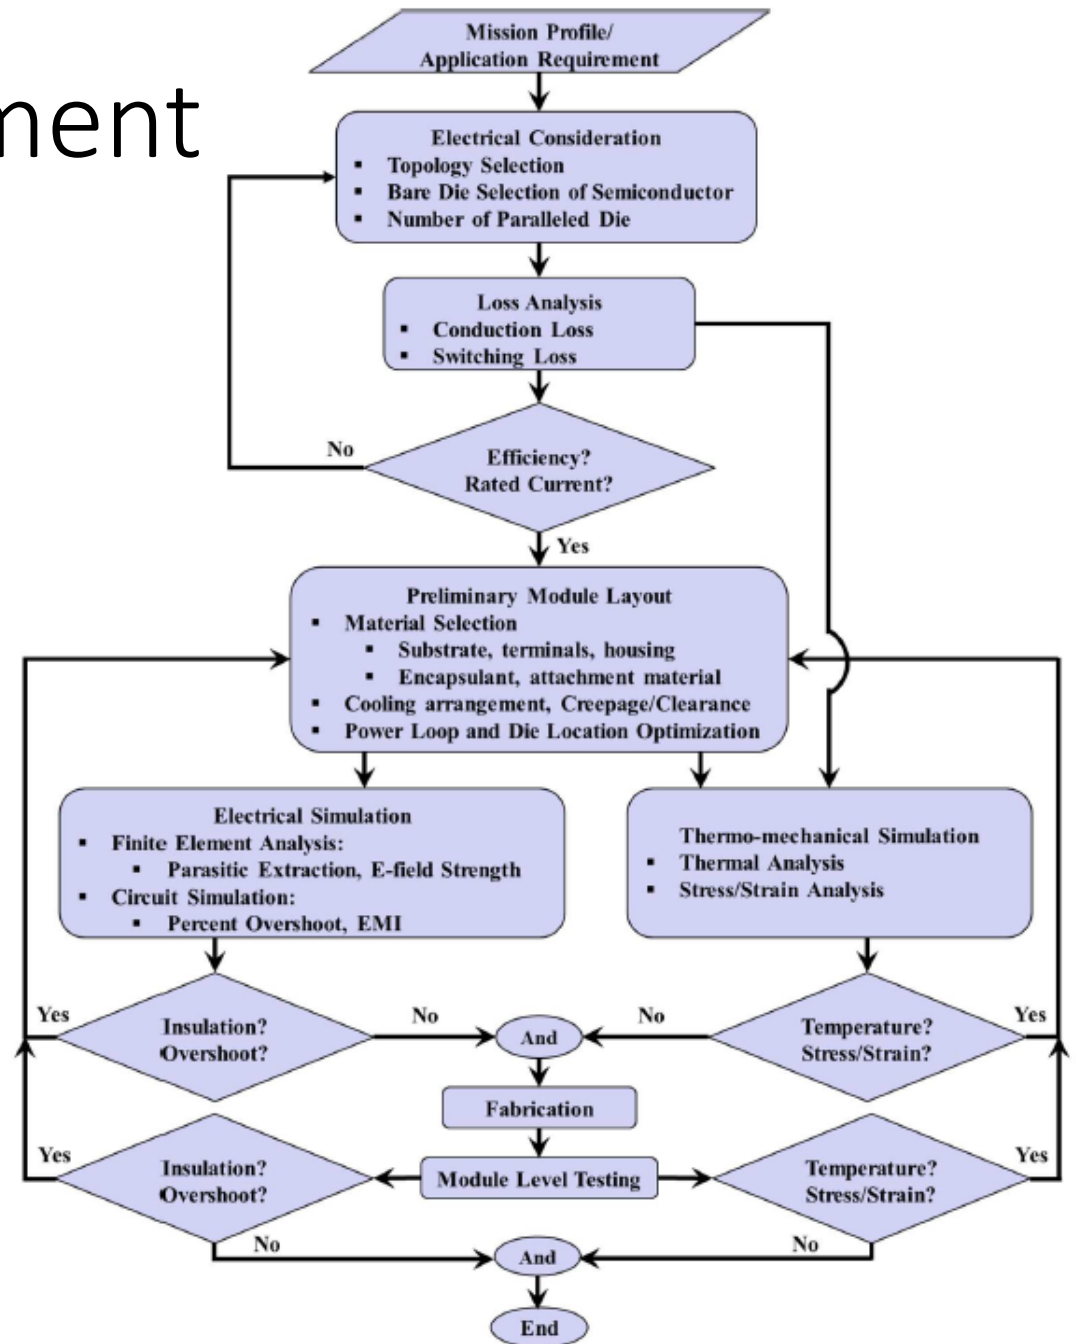 ment
Mission Profile/
Application Requirement
Electrical Consideration
▪ Topology Selection
▪ Bare Die Selection of Semiconductor
▪ Number of Paralleled Die
Loss Analysis
▪ Conduction Loss
▪ Switching Loss
No
Efficiency?
Rated Current?
Yes
Preliminary Module Layout
▪ Material Selection
▪ Substrate, terminals, housing
▪ Encapsulant, attachment material
▪ Cooling arrangement, Creepage/Clearance
▪ Power Loop and Die Location Optimization
Electrical Simulation
▪ Finite Element Analysis:
▪ Parasitic Extraction, E-field Strength
▪ Circuit Simulation:
▪ Percent Overshoot, EMI
Thermo-mechanical Simulation
▪ Thermal Analysis
▪ Stress/Strain Analysis
Yes
Insulation?
Overshoot?
No
And
No
Temperature?
Stress/Strain?
Yes
Fabrication
Yes
Insulation?
Overshoot?
Module Level Testing
Temperature?
Stress/Strain?
Yes
No
And
No
End